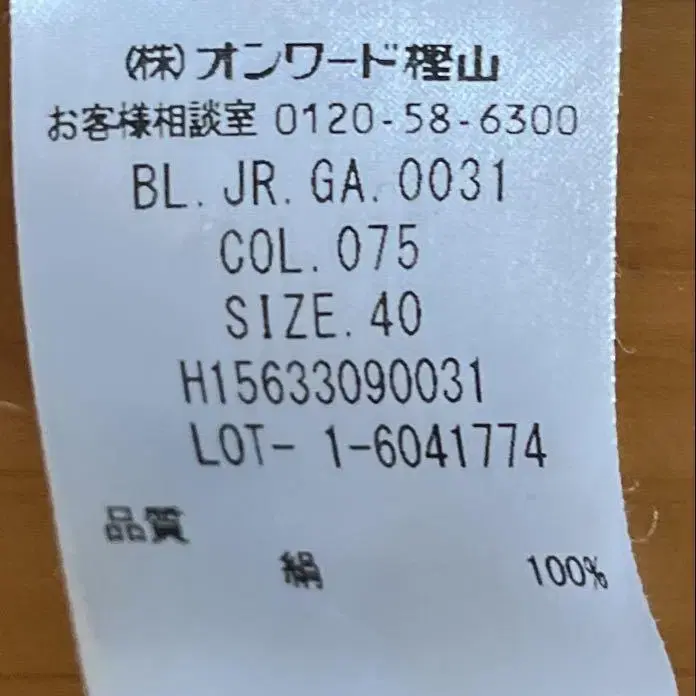 (株)オンワード樫山
お客様相談室 0120-58-6300
BL.JR.GA.0031
COL.075
SIZE.40
H15633090031
LOT- 1-6041774
品質
絹 100%